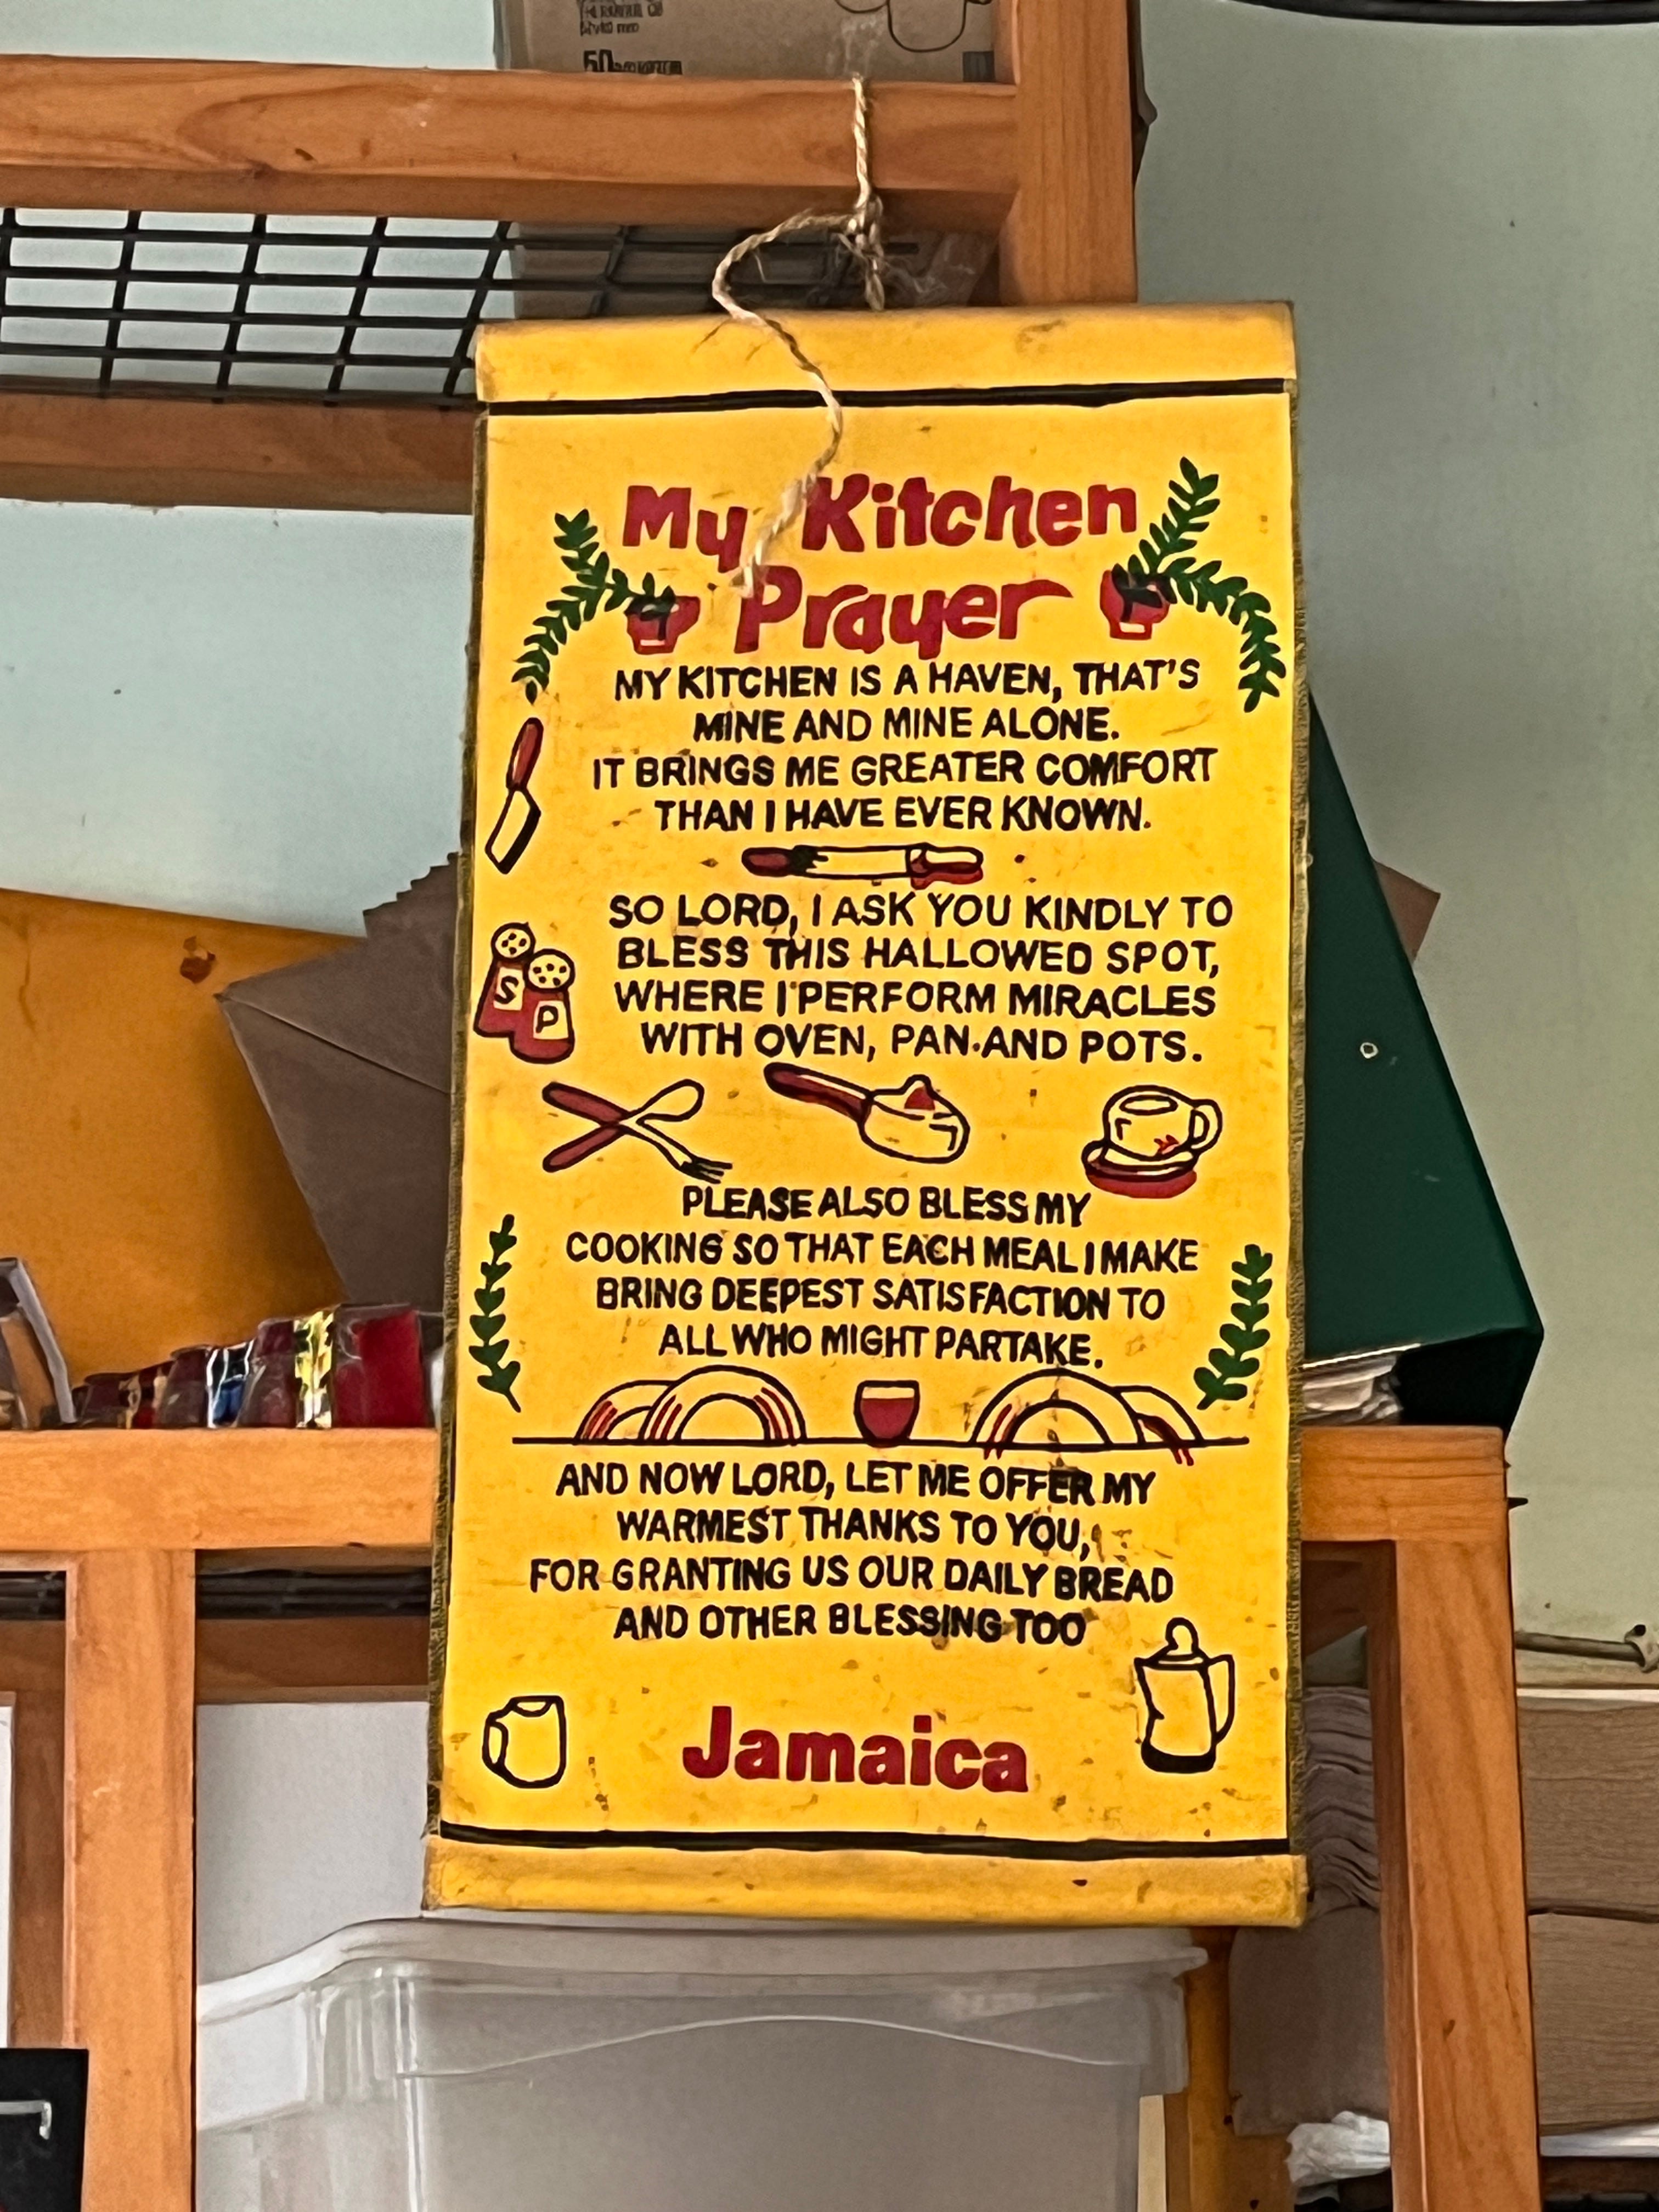 50
My Kitchen
Prayer
MY KITCHEN IS A HAVEN, THAT'S
MINE AND MINE ALONE.
IT BRINGS ME GREATER COMFORT
THAN I HAVE EVER KNOWN.
SO LORD, I ASK YOU KINDLY TO
BLESS THIS HALLOWED SPOT,
WHERE I PERFORM MIRACLES
WITH OVEN, PAN AND POTS.
S
P
PLEASE ALSO BLESS MY
COOKING SO THAT EACH MEAL I MAKE
BRING DEEPEST SATISFACTION TO
ALL WHO MIGHT PARTAKE.
AND NOW LORD, LET ME OFFER MY
WARMEST THANKS TO YOU,
FOR GRANTING US OUR DAILY BREAD
AND OTHER BLESSING TOO
Jamaica